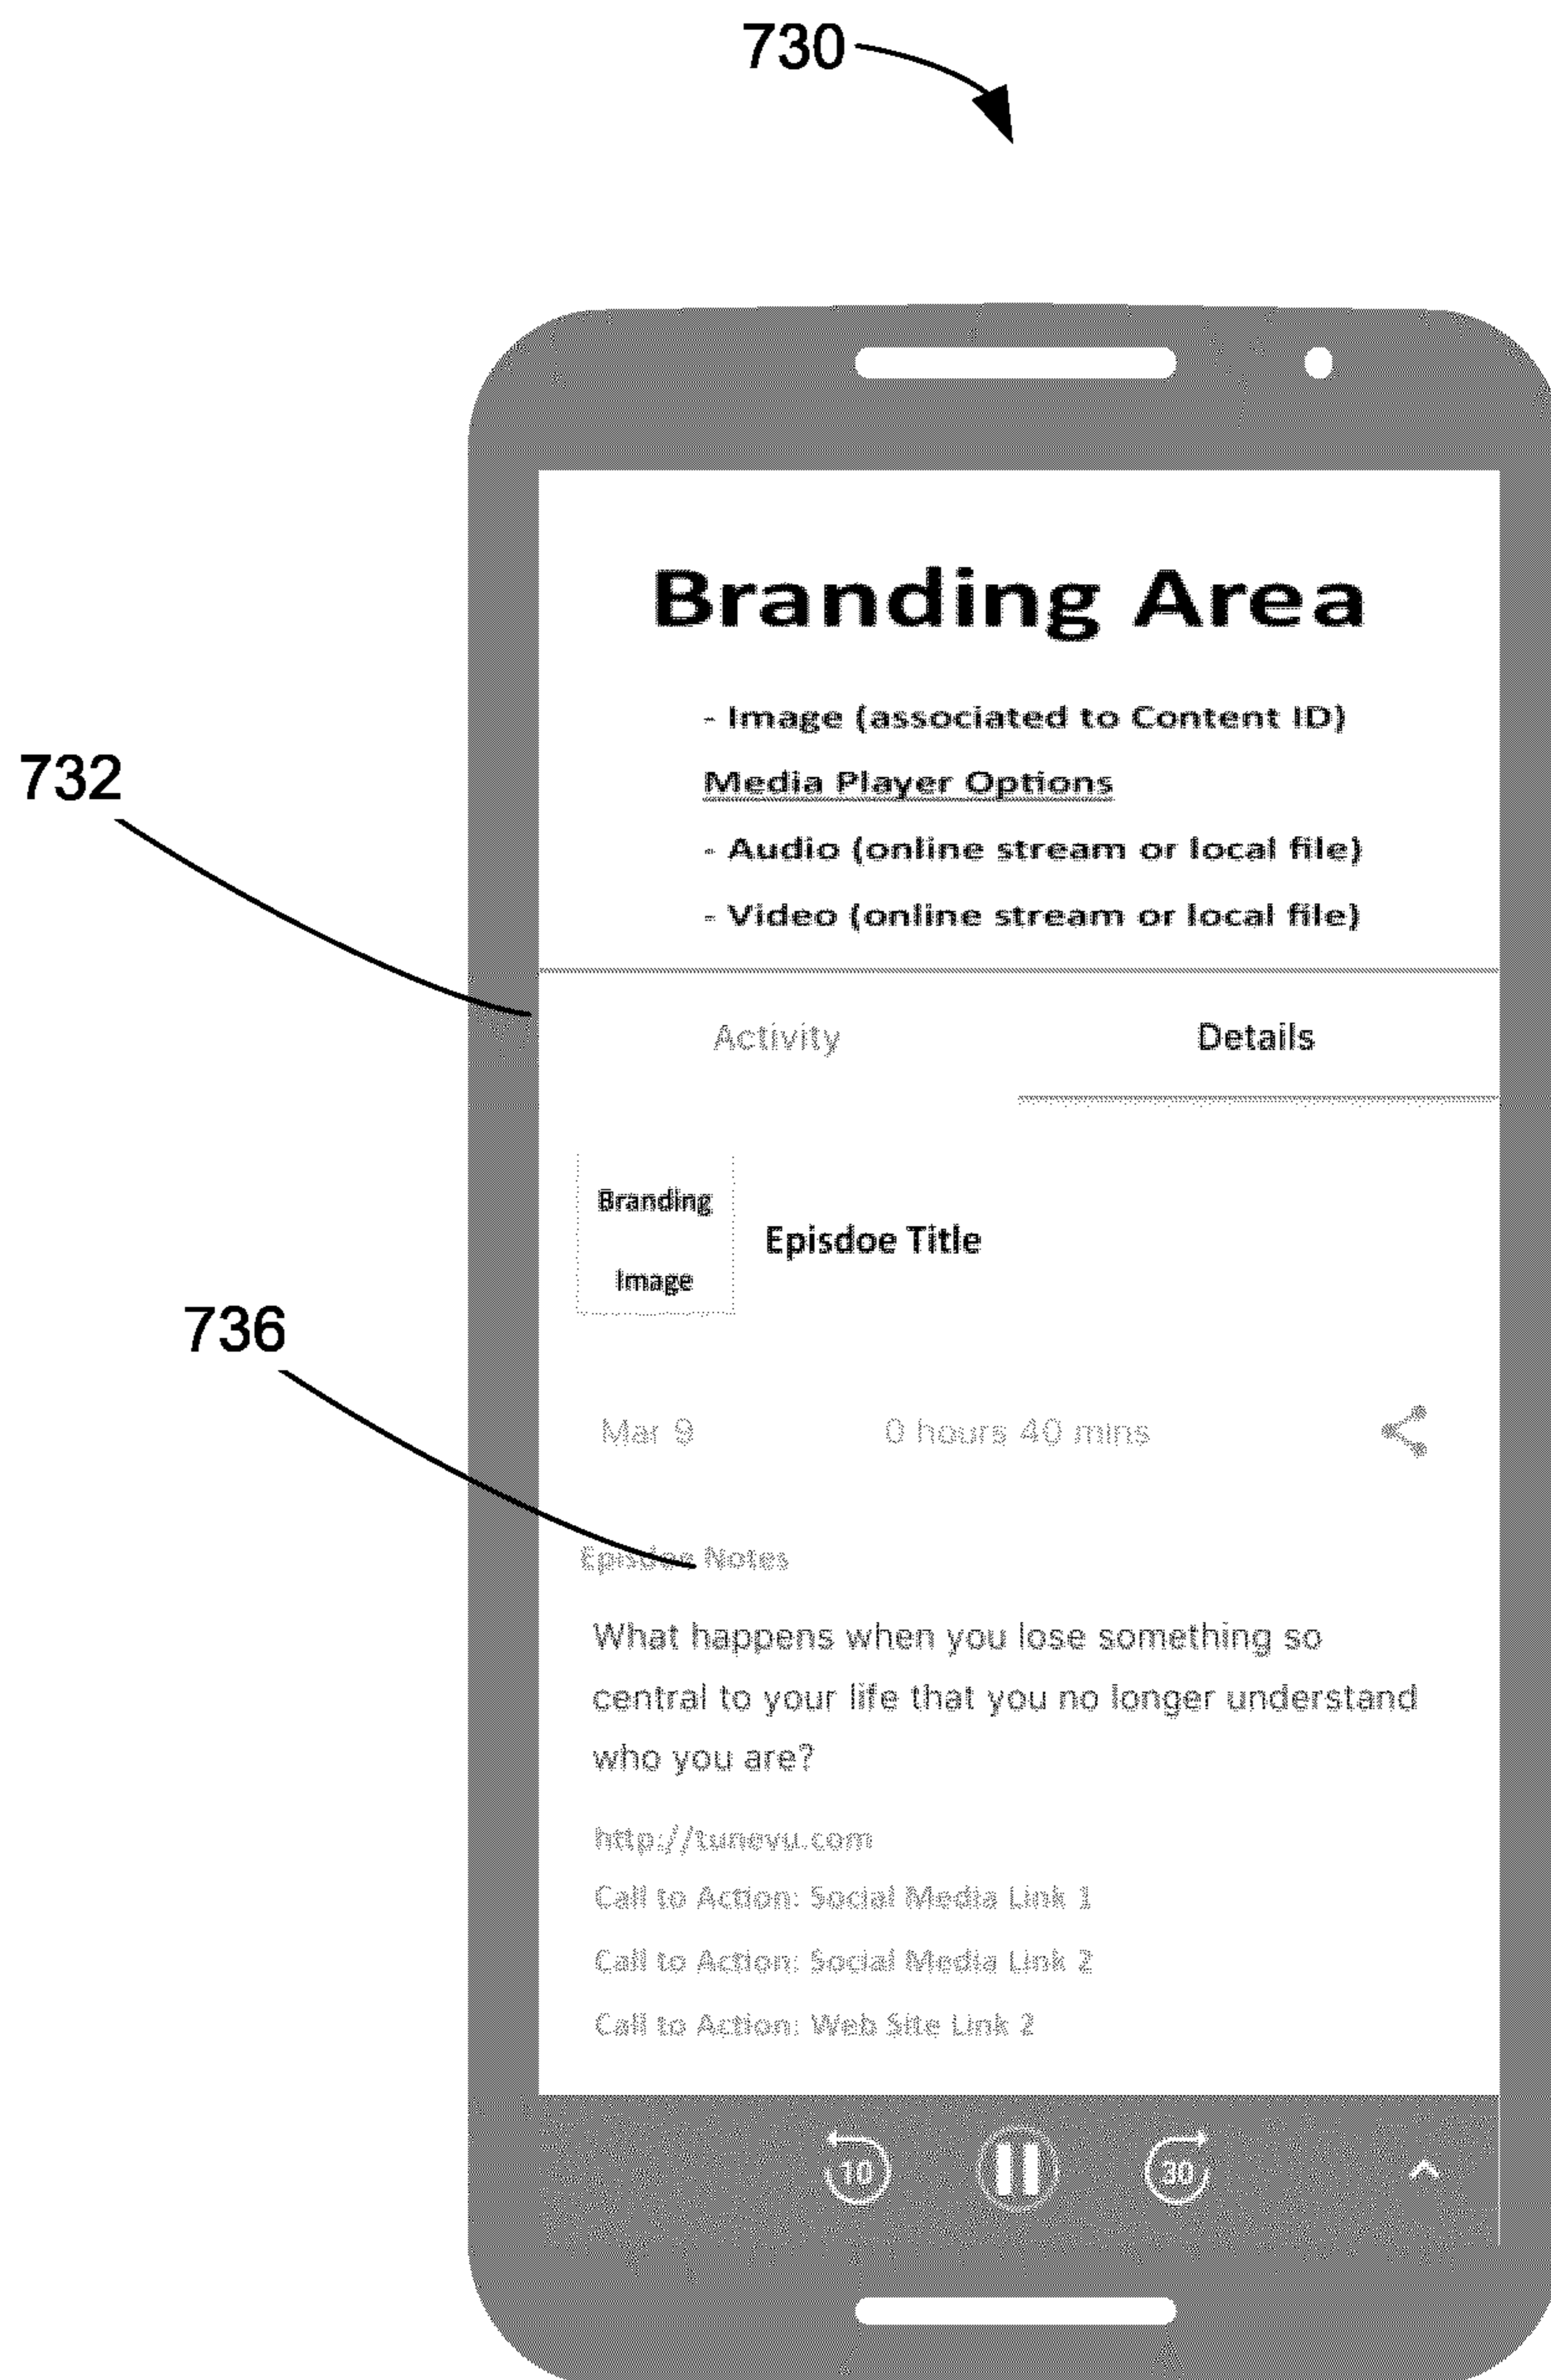 730
Branding Area
- Image (associated to Content ID)
Media Player Options
732
- Audio (online stream or local file)
- Video (online stream or local file)
Activity Details
Branding
Image
Episdoe Title
736
Mar 9 0 hours 40 mins
Episdoe Notes
What happens when you lose something so
central to your life that you no longer understand
who you are?
http://tunevu.com
Call to Action: Social Media Link 1
Call to Action: Social Media Link 2
Call to Action: Web Site Link 2
10 30